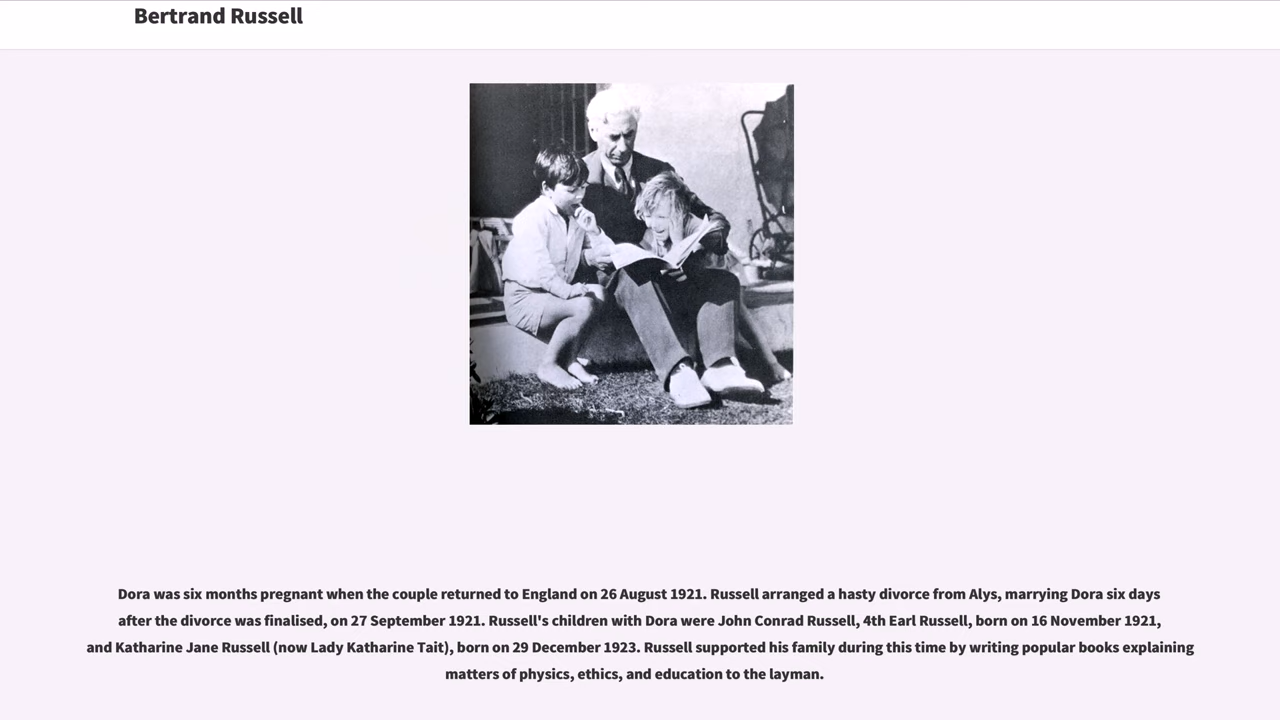 Bertrand Russell
Dora was six months pregnant when the couple returned to England on 26 August 1921. Russell arranged a hasty divorce from Alys, marrying Dora six days
after the divorce was finalised, on 27 September 1921. Russell's children with Dora were John Conrad Russell, 4th Earl Russell, born on 16 November 1921,
and Katharine Jane Russell (now Lady Katharine Tait), born on 29 December 1923. Russell supported his family during this time by writing popular books explaining
matters of physics, ethics, and education to the layman.